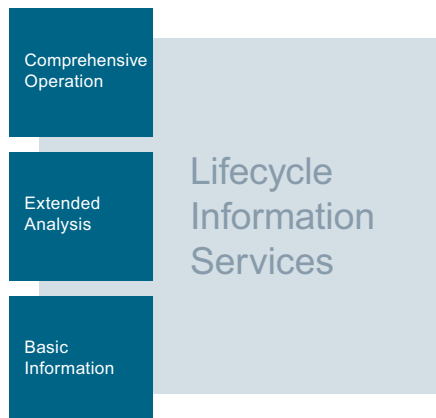 Comprehensive
Operation
Extended
Analysis
Basic
Information
Lifecycle
Information
Services